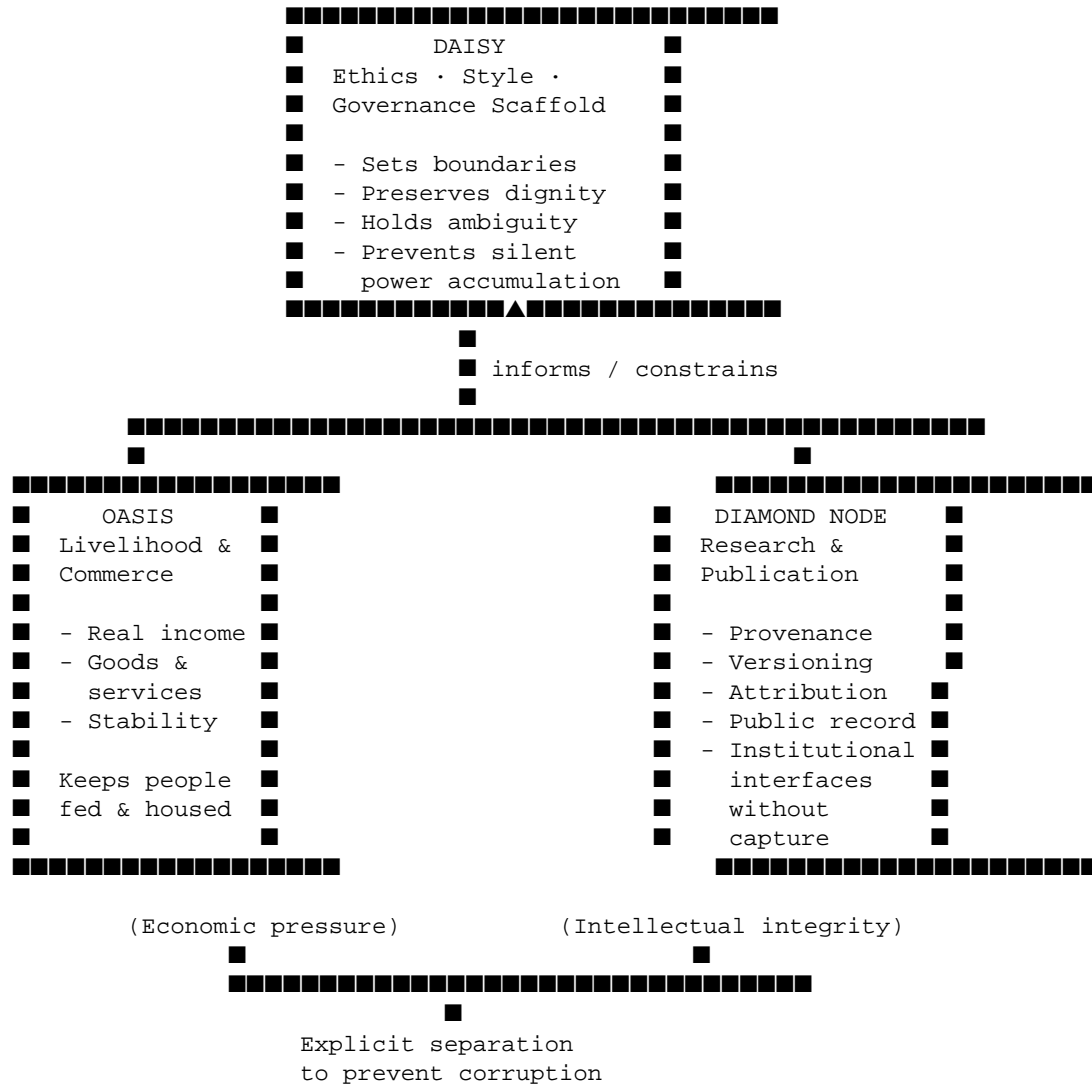 DAISY
Ethics · Style ·
Governance Scaffold
- Sets boundaries
- Preserves dignity
- Holds ambiguity
- Prevents silent
power accumulation
informs / constrains
OASIS
Livelihood &
Commerce
- Real income
- Goods &
services
- Stability
Keeps people
fed & housed
DIAMOND NODE
Research &
Publication
- Provenance
- Versioning
- Attribution
- Public record
- Institutional
interfaces
without
capture
(Economic pressure)
(Intellectual integrity)
Explicit separation
to prevent corruption